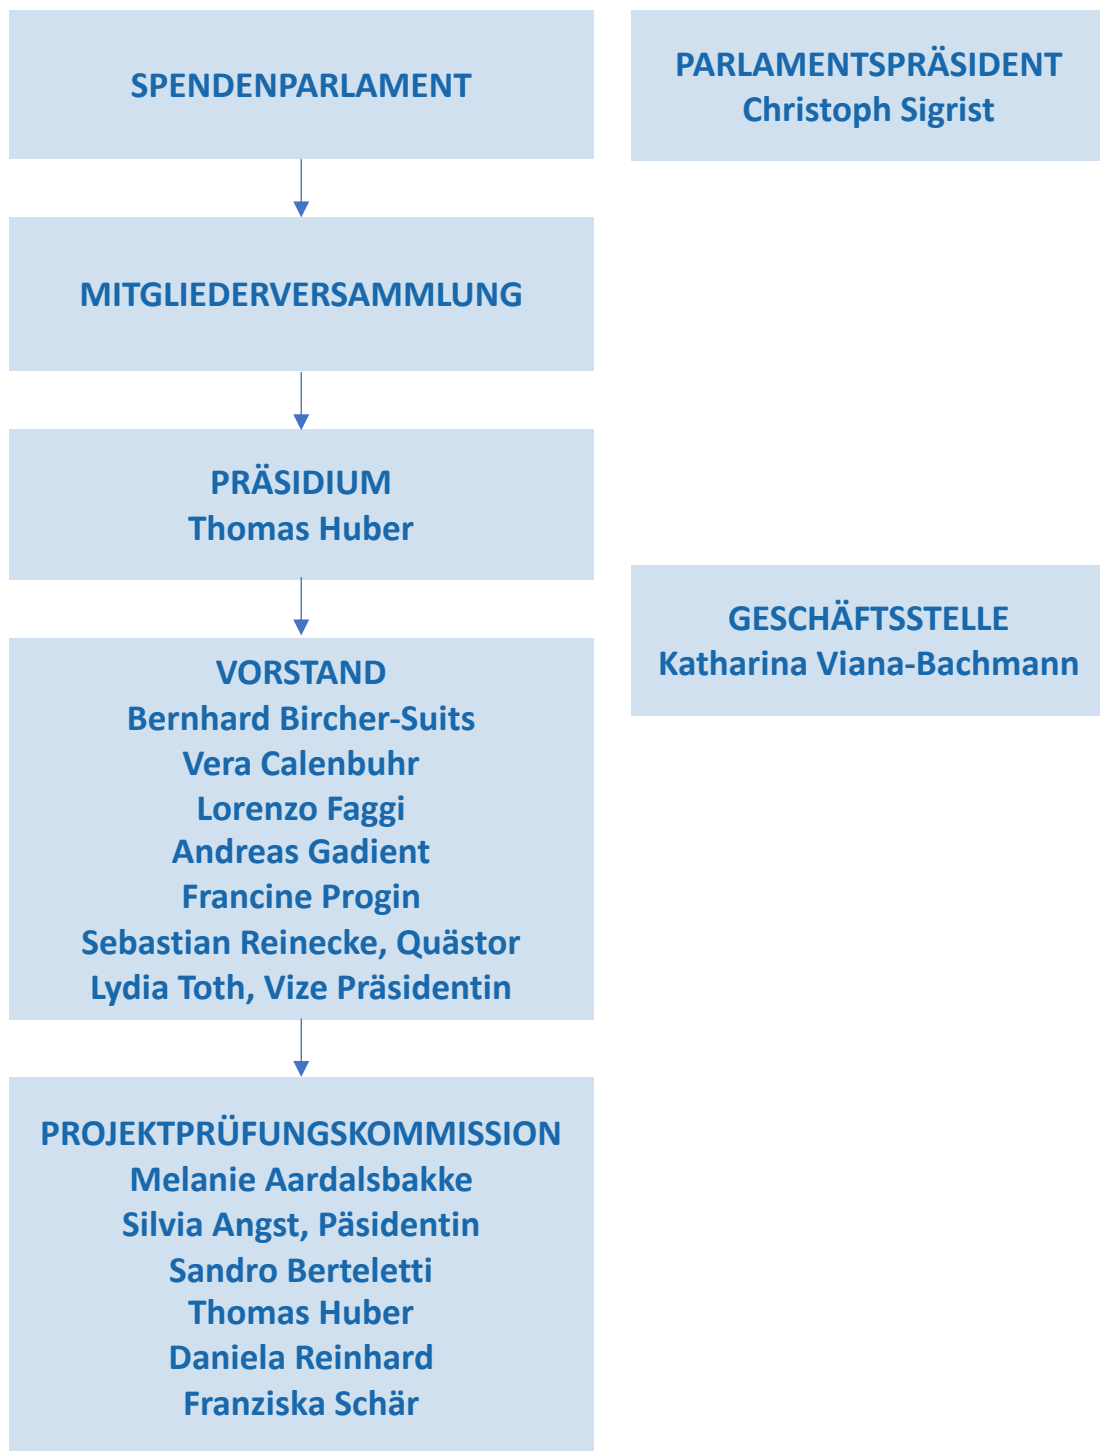 SPENDENPARLAMENT
PARLAMENTSPRÄSIDENT
Christoph Sigrist
MITGLIEDERVERSAMMLUNG
PRÄSIDIUM
Thomas Huber
GESCHÄFTSSTELLE
Katharina Viana-Bachmann
VORSTAND
Bernhard Bircher-Suits
Vera Calenbuhr
Lorenzo Faggi
Andreas Gadient
Francine Progin
Sebastian Reinecke, Quästor
Lydia Toth, Vize Präsidentin
PROJEKTPRÜFUNGSKOMMISSION
Melanie Aardalsbakke
Silvia Angst, Päsidentin
Sandro Berteletti
Thomas Huber
Daniela Reinhard
Franziska Schär